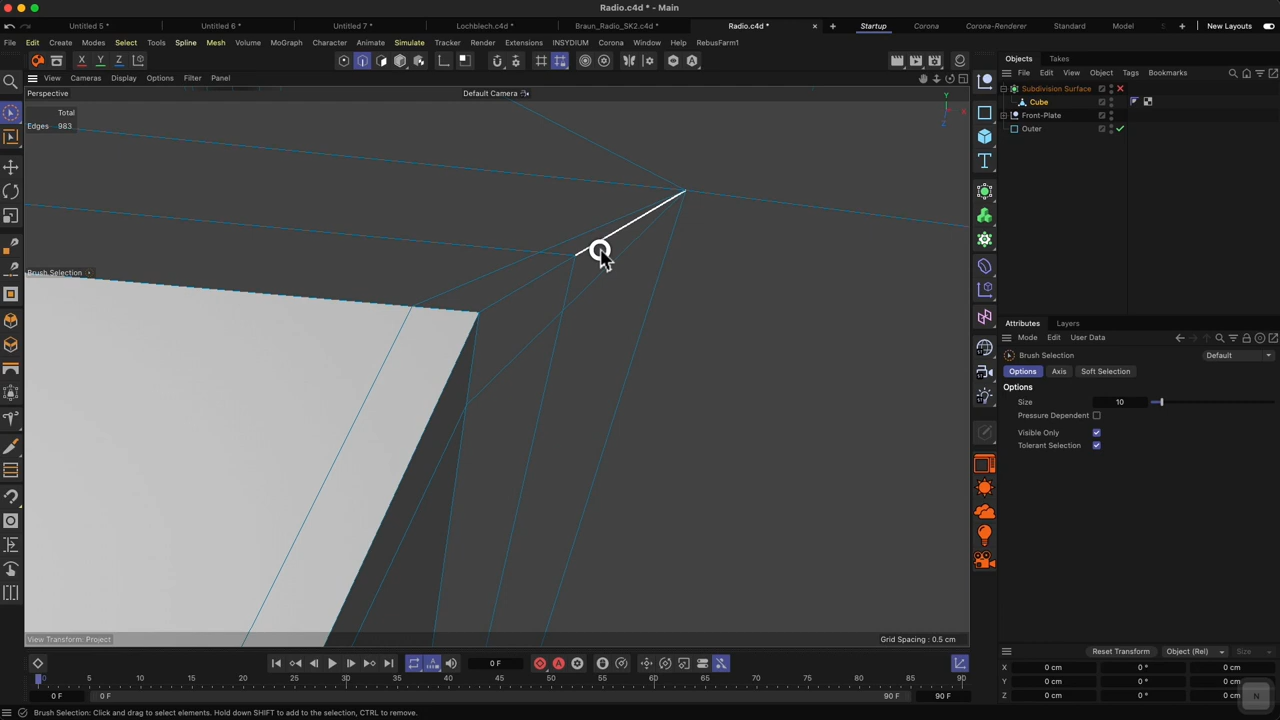 Radio.c4d * - Main
Untitled 5 *
Untitled 6 *
Untitled 7 *
Lochblech.c4d *
Braun_Radio_SK2.c4d *
Radio.c4d *
Startup
Corona
Corona-Renderer
Standard
Model
New Layouts
File Edit Create Modes Select Tools Spline Mesh Volume MoGraph Character Animate Simulate Tracker Render Extensions INSYDIUM Corona Window Help RebusFarm1
X Y Z
Objects Takes
View Cameras Display Options Filter Panel
File Edit View Object Tags Bookmarks
Perspective
Default Camera
Y
X
Z
Total
Edges 983
Subdivision Surface
Cube
Front-Plate
Outer
Brush Selection
Attributes Layers
Mode Edit User Data
Brush Selection
Default
Options Axis Soft Selection
Options
Size 10
Pressure Dependent
Visible Only
Tolerant Selection
View Transform: Project
Grid Spacing : 0.5 cm
Reset Transform Object (Rel) Size
0 F
X 0 cm 0 ° 0 cm
Y 0 cm 0 ° 0 cm
Z 0 cm 0 ° 0 cm
0 5 10 15 20 25 30 35 40 45 50 55 60 65 70 75 80 85 90
0 F 0 F 90 F 90 F
Brush Selection: Click and drag to select elements. Hold down SHIFT to add to the selection, CTRL to remove.
N